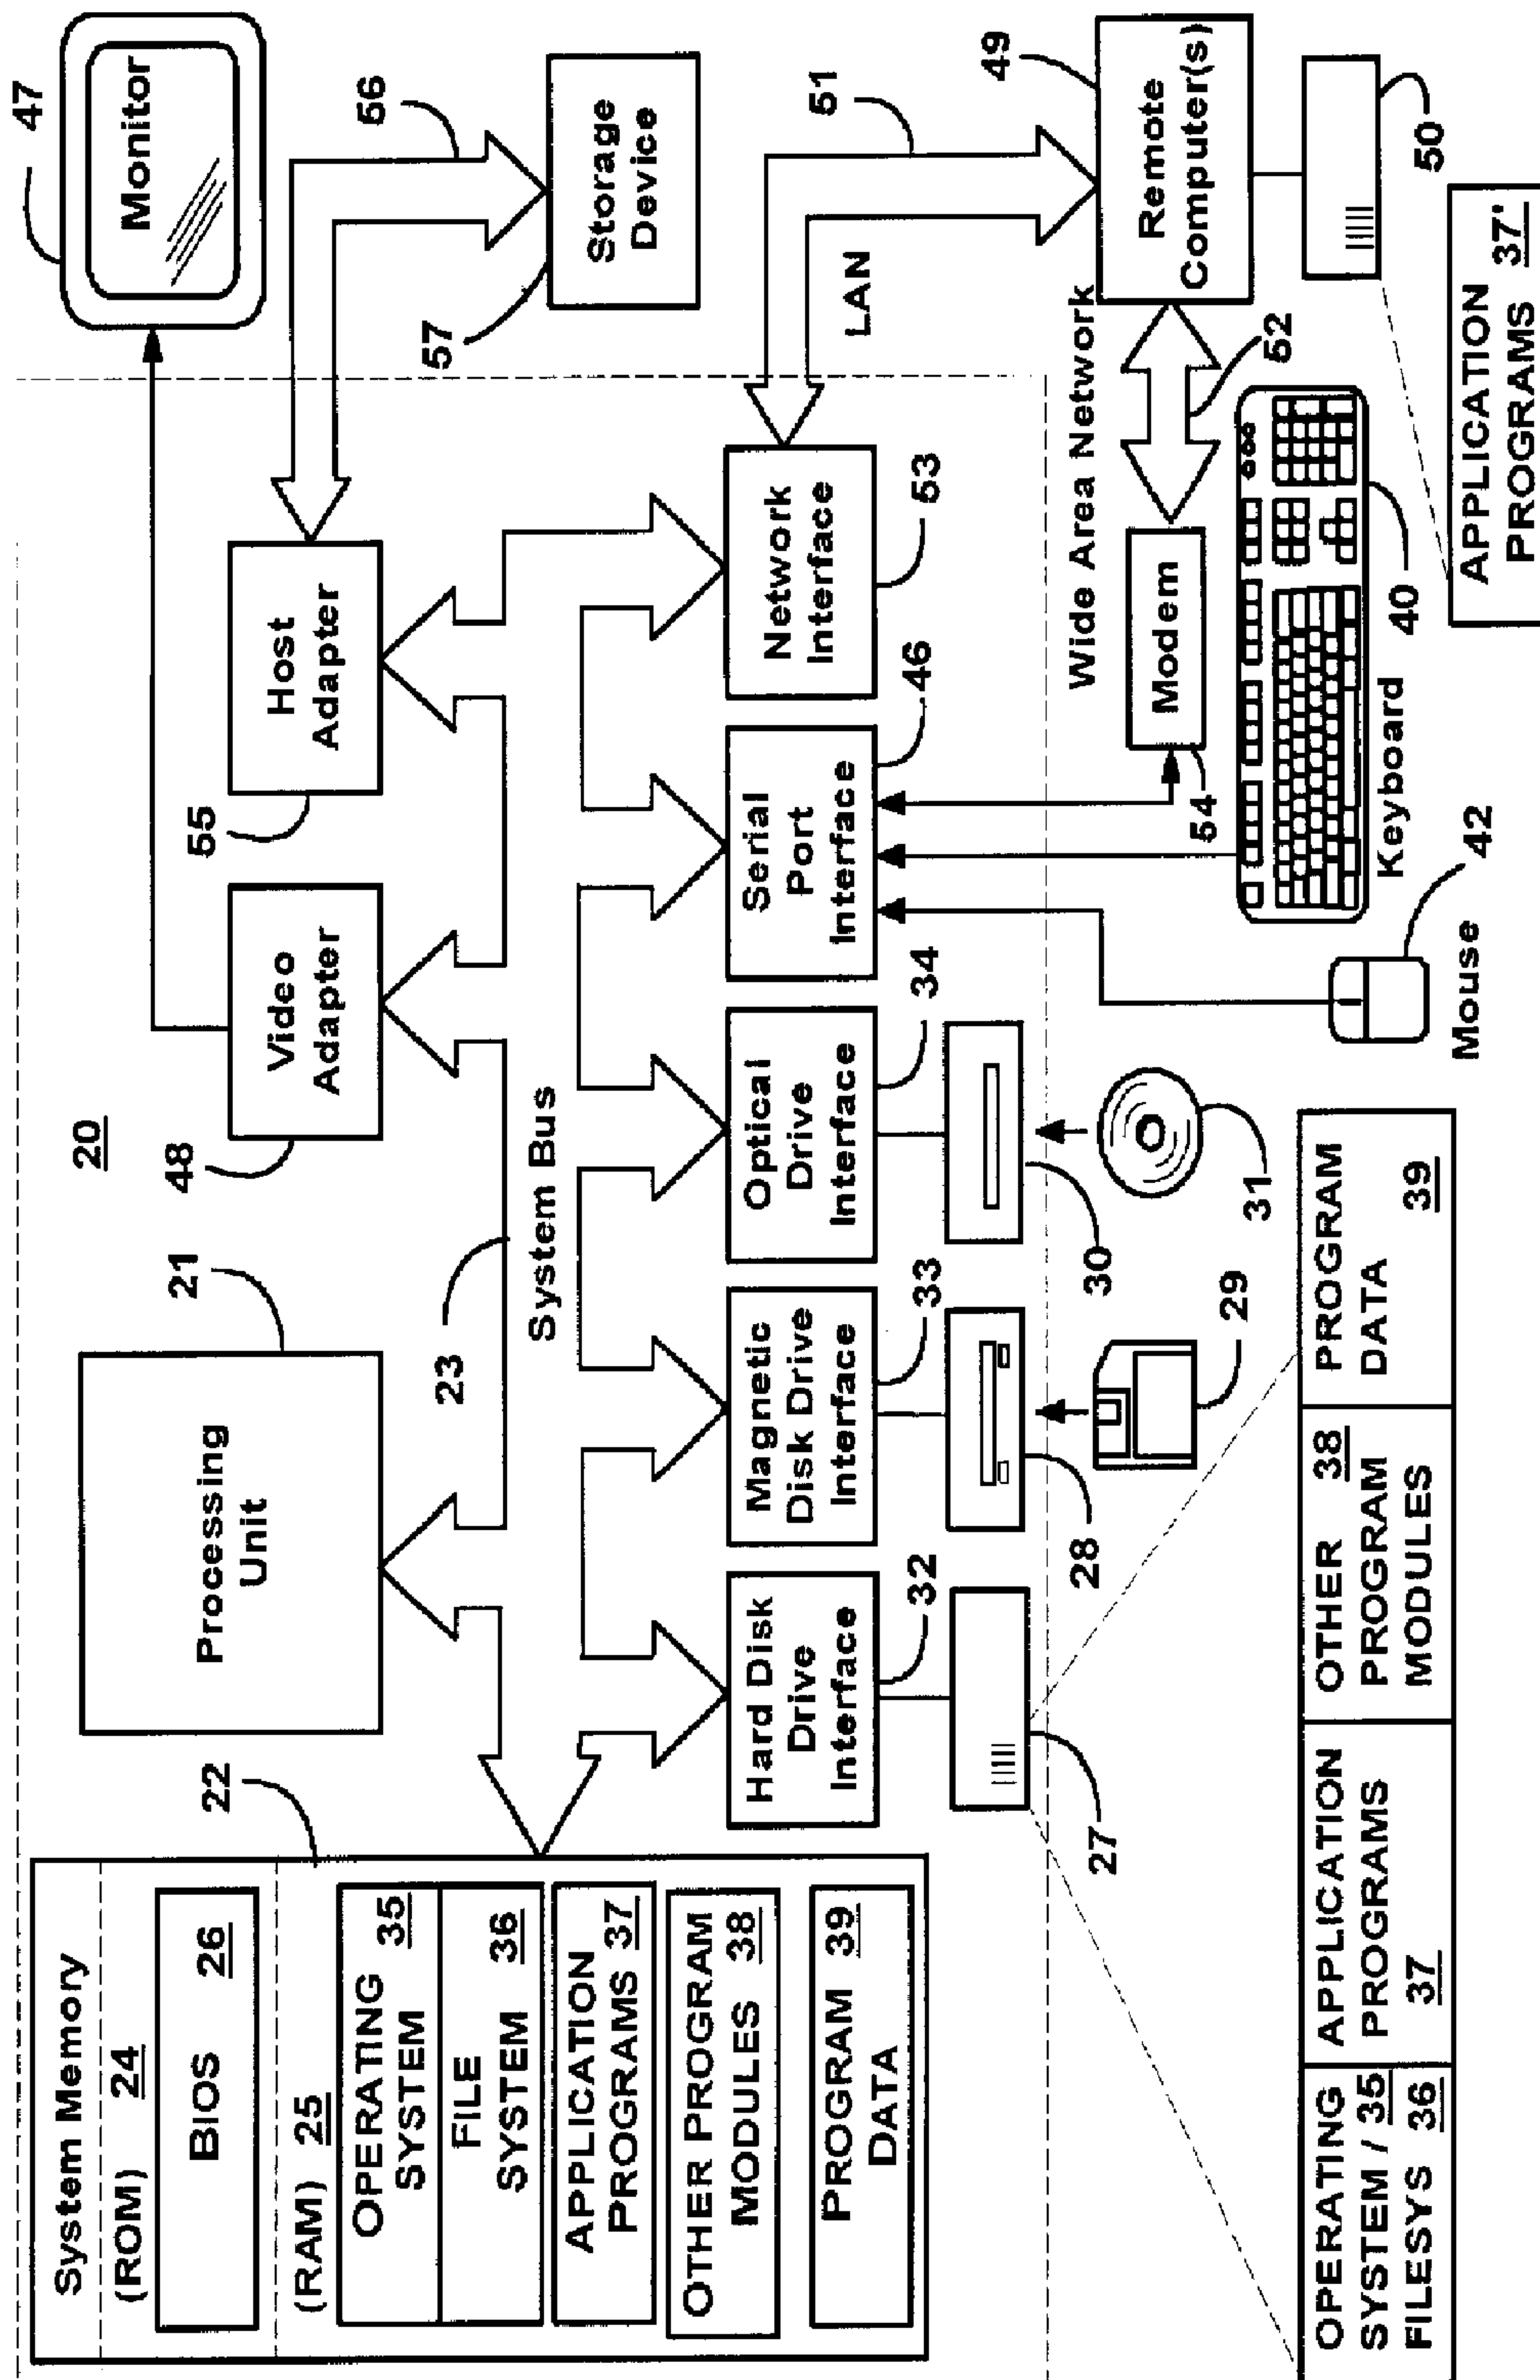 System Memory
(ROM) 24
BIOS 26
(RAM) 25
OPERATING
SYSTEM 35
FILE
SYSTEM 36
APPLICATION
PROGRAMS 37
OTHER PROGRAM
MODULES 38
PROGRAM 39
DATA
22
Processing
Unit
21
20
48
Video
Adapter
55
Host
Adapter
47
Monitor
56
57
Storage
Device
23
System Bus
Hard Disk
Drive
Interface
32
Magnetic
Disk Drive
Interface
33
Optical
Drive
Interface
34
Serial
Port
Interface
46
Network
Interface
53
LAN
51
49
Remote
Computer(s)
Wide Area Network
52
Modem
54
27
28
29
30
31
Mouse
42
Keyboard
40
50
APPLICATION
PROGRAMS 37'
OPERATING
SYSTEM / 35
FILESYS 36
APPLICATION
PROGRAMS
37
OTHER 38
PROGRAM
MODULES
PROGRAM
DATA 39